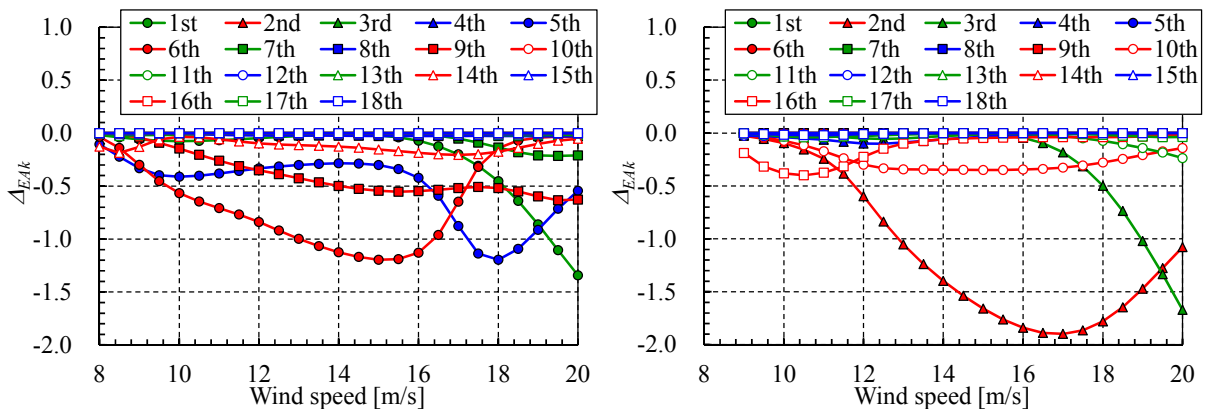 1.0
0.5
0.0
-0.5
-1.0
-1.5
-2.0
Δ_EAk
1st 2nd 3rd 4th 5th
6th 7th 8th 9th 10th
11th 12th 13th 14th 15th
16th 17th 18th
8 10 12 14 16 18 20
Wind speed [m/s]
1.0
0.5
0.0
-0.5
-1.0
-1.5
-2.0
Δ_EAk
1st 2nd 3rd 4th 5th
6th 7th 8th 9th 10th
11th 12th 13th 14th 15th
16th 17th 18th
8 10 12 14 16 18 20
Wind speed [m/s]